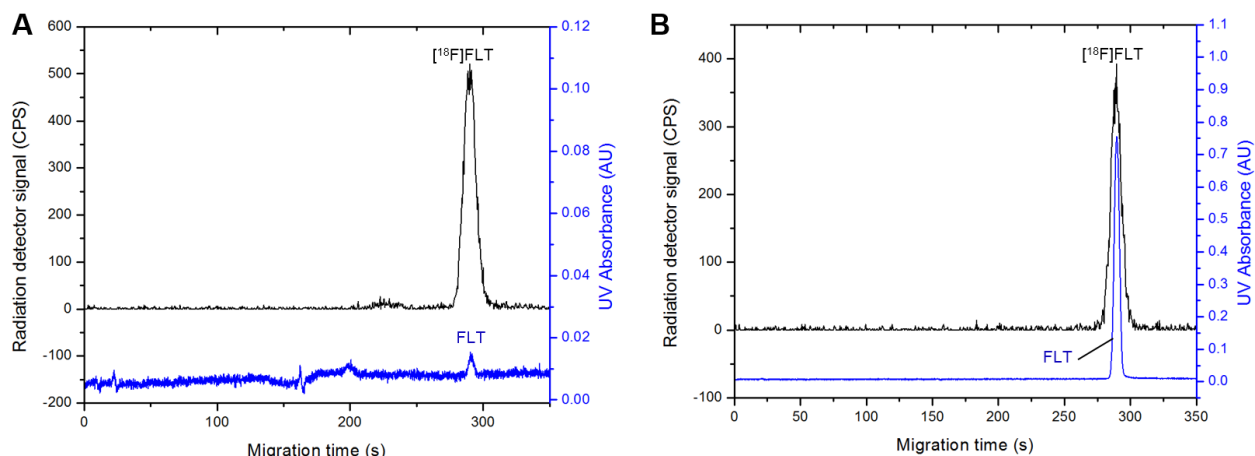 A
Radiation detector signal (CPS)
600
500
400
300
200
100
0
-100
-200
[¹⁸F]FLT
FLT
0.12
0.10
0.08
0.06
0.04
0.02
0.00
UV Absorbance (AU)
0 100 200 300
Migration time (s)
B
Radiation detector signal (CPS)
400
300
200
100
0
-100
[¹⁸F]FLT
FLT
1.1
1.0
0.9
0.8
0.7
0.6
0.5
0.4
0.3
0.2
0.1
0.0
UV Absorbance (AU)
0 50 100 150 200 250 300 350
Migration time (s)